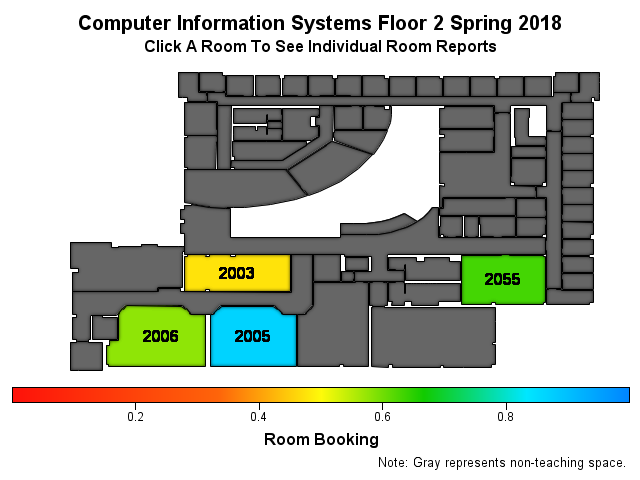 Computer Information Systems Floor 2 Spring 2018
Click A Room To See Individual Room Reports
2003
2055
2006
2005
0.2 0.4 0.6 0.8
Room Booking
Note: Gray represents non-teaching space.